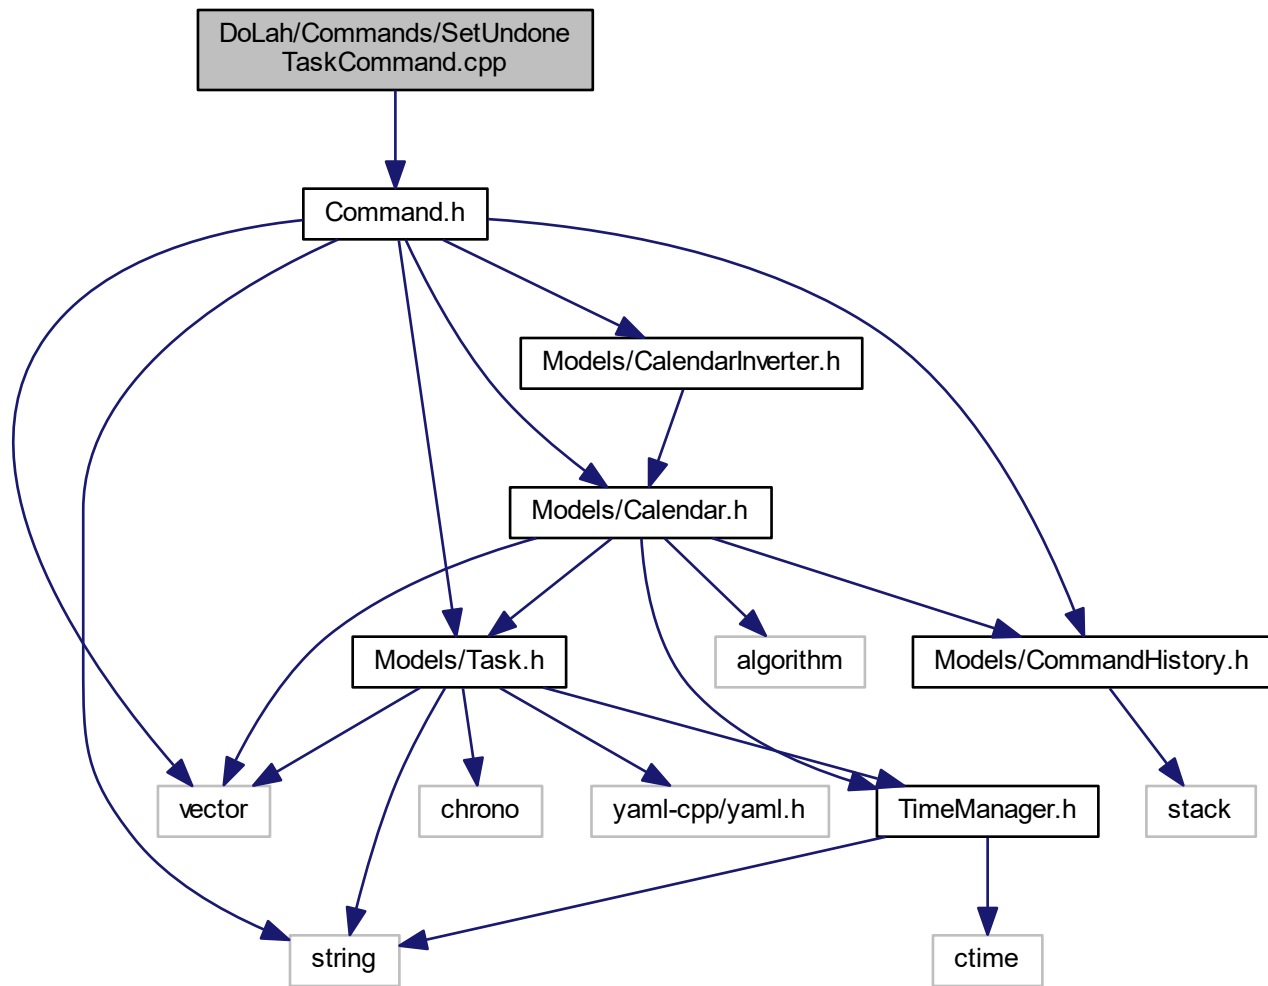 DoLah/Commands/SetUndone
TaskCommand.cpp
Command.h
Models/CalendarInverter.h
Models/Calendar.h
Models/Task.h
algorithm
Models/CommandHistory.h
vector
chrono
yaml-cpp/yaml.h
TimeManager.h
stack
string
ctime